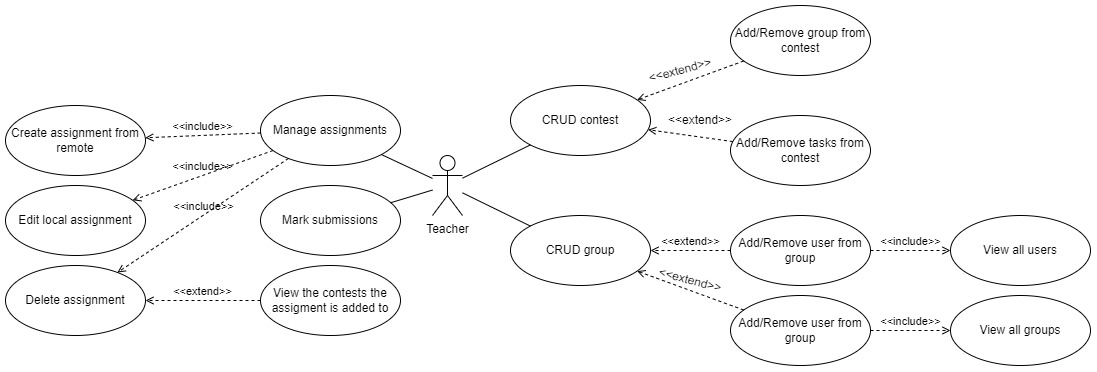 Add/Remove group from
contest
<<extend>>
Create assignment from
remote
<<include>>
Manage assignments
CRUD contest
<<extend>>
Add/Remove tasks from
contest
<<include>>
Edit local assignment
<<include>>
Mark submissions
Teacher
CRUD group
<<extend>>
Add/Remove user from
group
<<include>>
View all users
<<extend>>
Delete assignment
<<extend>>
View the contests the
assigment is added to
Add/Remove user from
group
<<include>>
View all groups